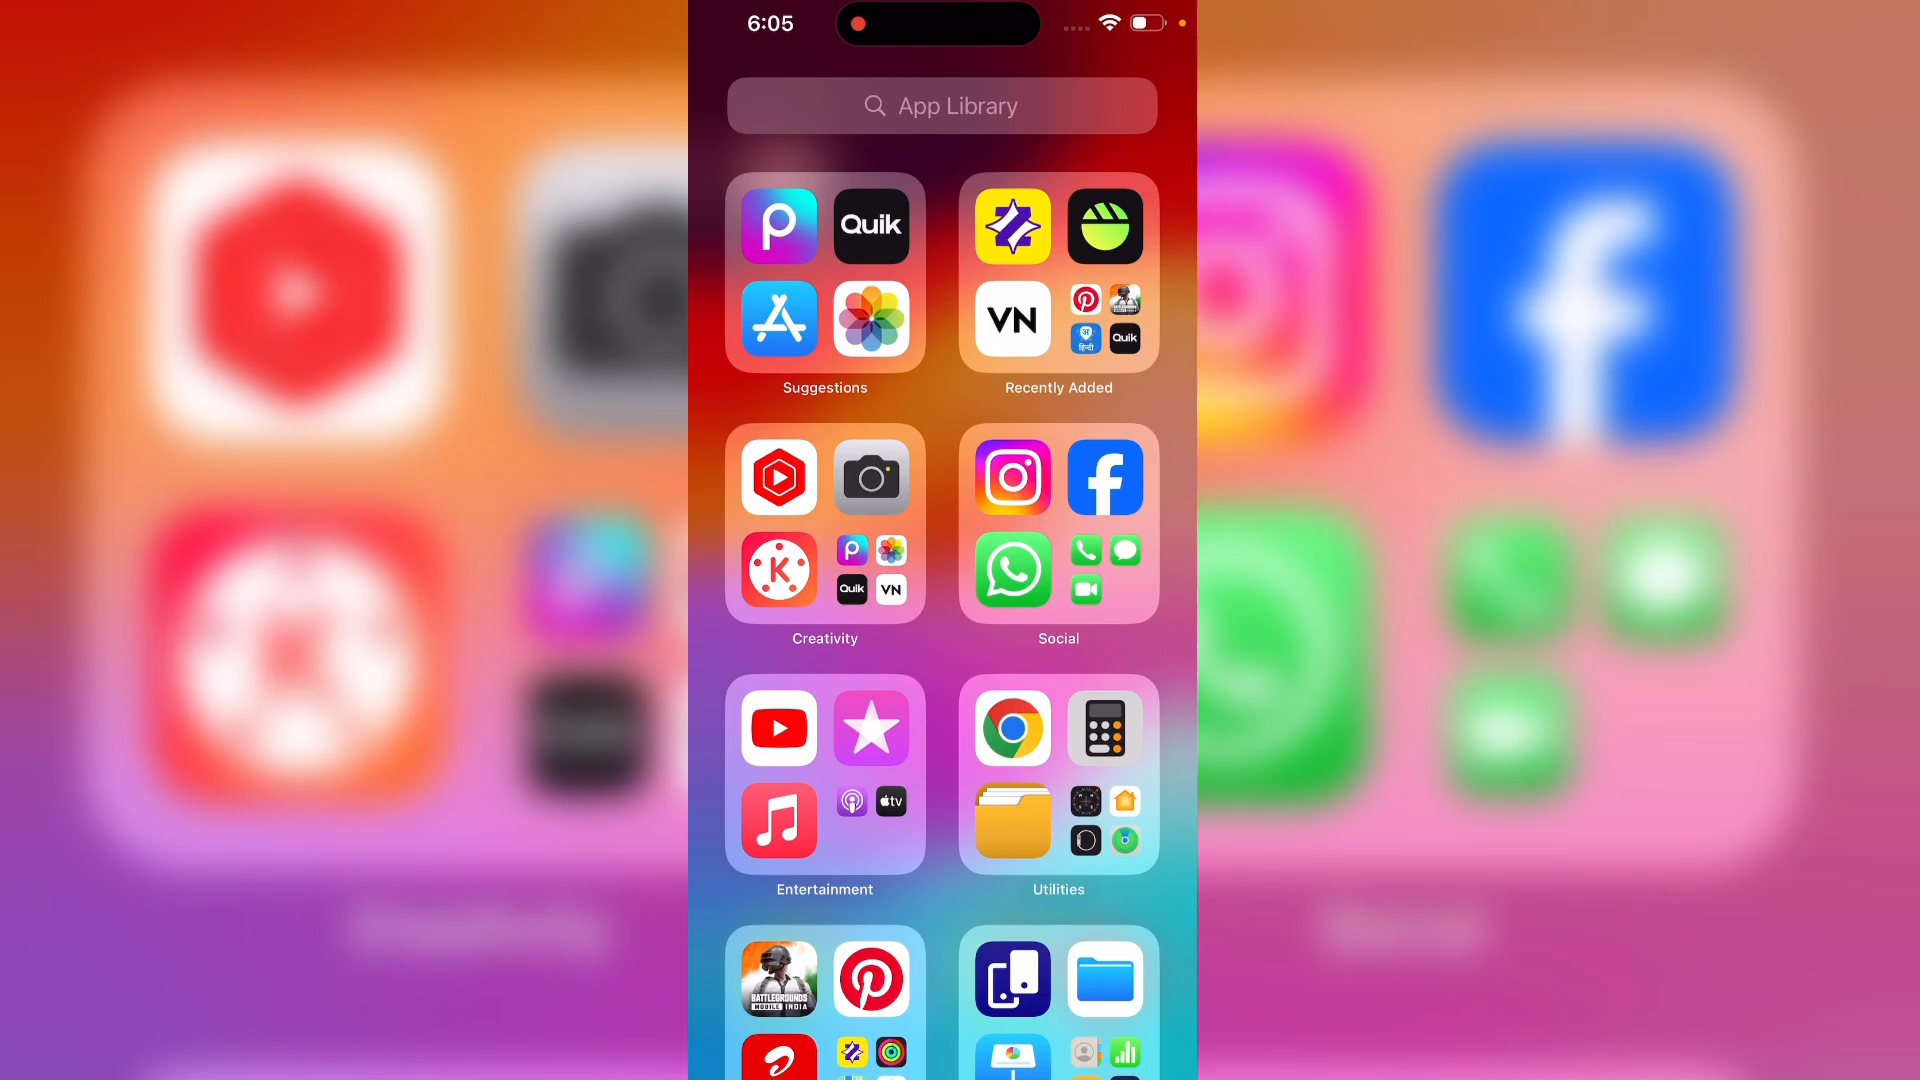 6:05
App Library
Quik
VN
हिन्दी
Quik
Suggestions
Recently Added
K
Quik
VN
Creativity
Social
tv
Entertainment
Utilities
BATTLEGROUNDS
MOBILE INDIA